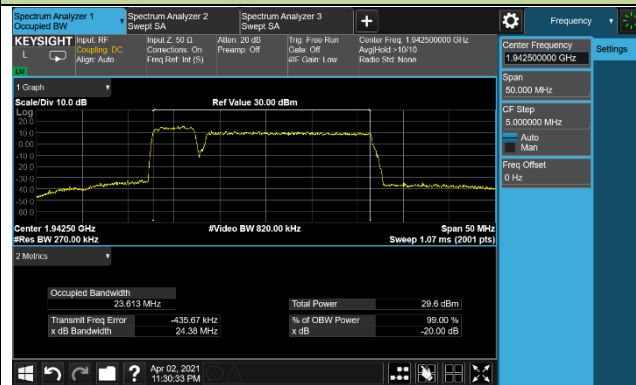 Spectrum Analyzer 1
Occupied BW
Spectrum Analyzer 2
Swept SA
Spectrum Analyzer 3
Swept SA
Frequency
KEYSIGHT
L
Input: RF
Coupling: DC
Align: Auto
Input Z: 50 Ω
Corrections: On
Freq Ref: Int (S)
Atten: 20 dB
Preamp: Off
Trig: Free Run
Gate: Off
#IF Gain: Low
Center Freq: 1.942500000 GHz
Avg|Hold:>10/10
Radio Std: None
Center Frequency
1.942500000 GHz
Settings
Span
50.000 MHz
CF Step
5.000000 MHz
Auto
Man
Freq Offset
0 Hz
1 Graph
Scale/Div 10.0 dB
Ref Value 30.00 dBm
Log
20.0
10.0
0.00
-10.0
-20.0
-30.0
-40.0
-50.0
-60.0
Center 1.94250 GHz
#Video BW 820.00 kHz
Span 50 MHz
#Res BW 270.00 kHz
Sweep 1.07 ms (2001 pts)
2 Metrics
Occupied Bandwidth
23.613 MHz
Total Power 29.6 dBm
Transmit Freq Error -435.67 kHz
% of OBW Power 99.00 %
x dB Bandwidth 24.38 MHz
x dB -20.00 dB
?
Apr 02, 2021
11:30:33 PM